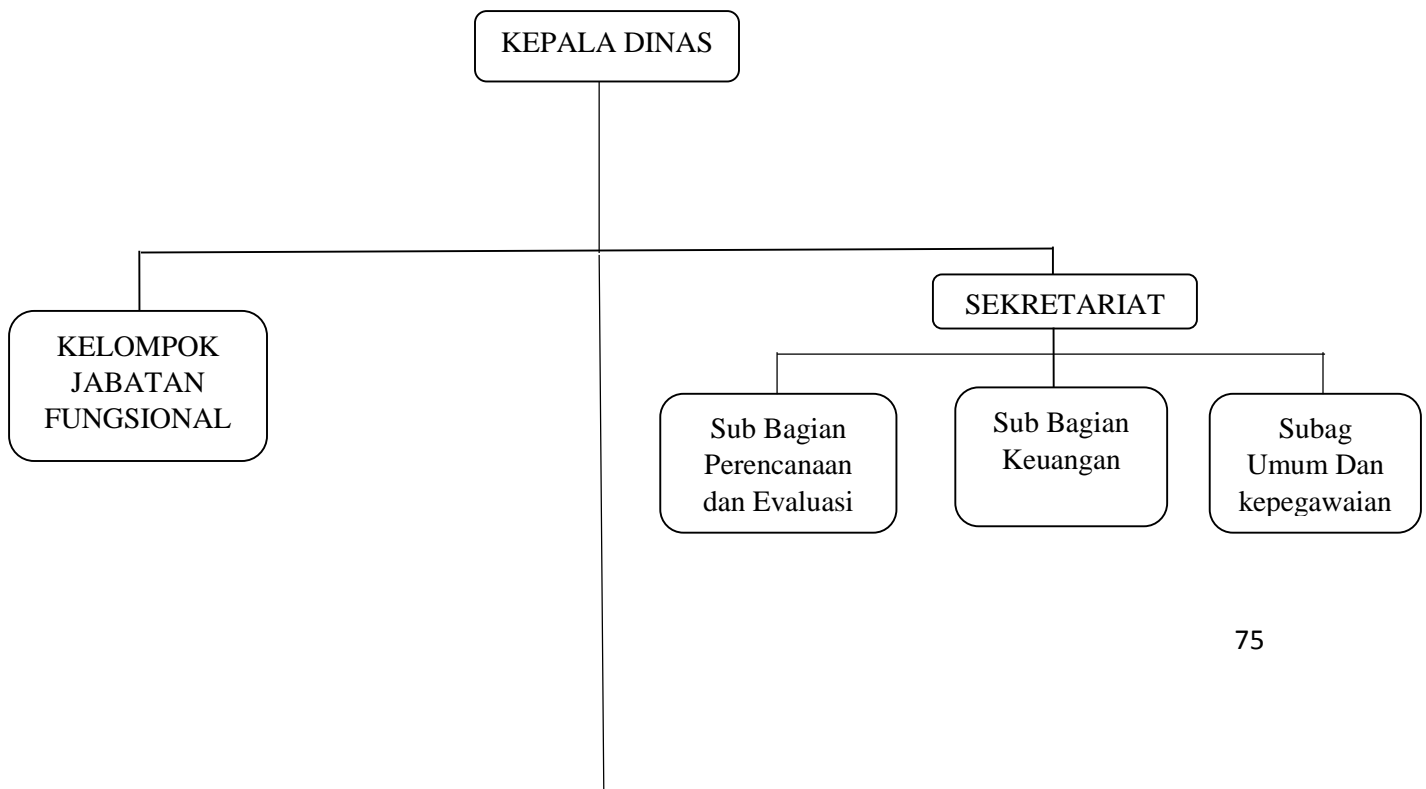 KEPALA DINAS
SEKRETARIAT
KELOMPOK
JABATAN
FUNGSIONAL
Sub Bagian
Perencanaan
dan Evaluasi
Sub Bagian
Keuangan
Subag
Umum Dan
kepegawaian
75